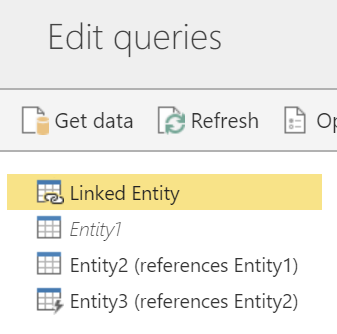 Edit queries
Get data Refresh Op
Linked Entity
Entity1
Entity2 (references Entity1)
Entity3 (references Entity2)